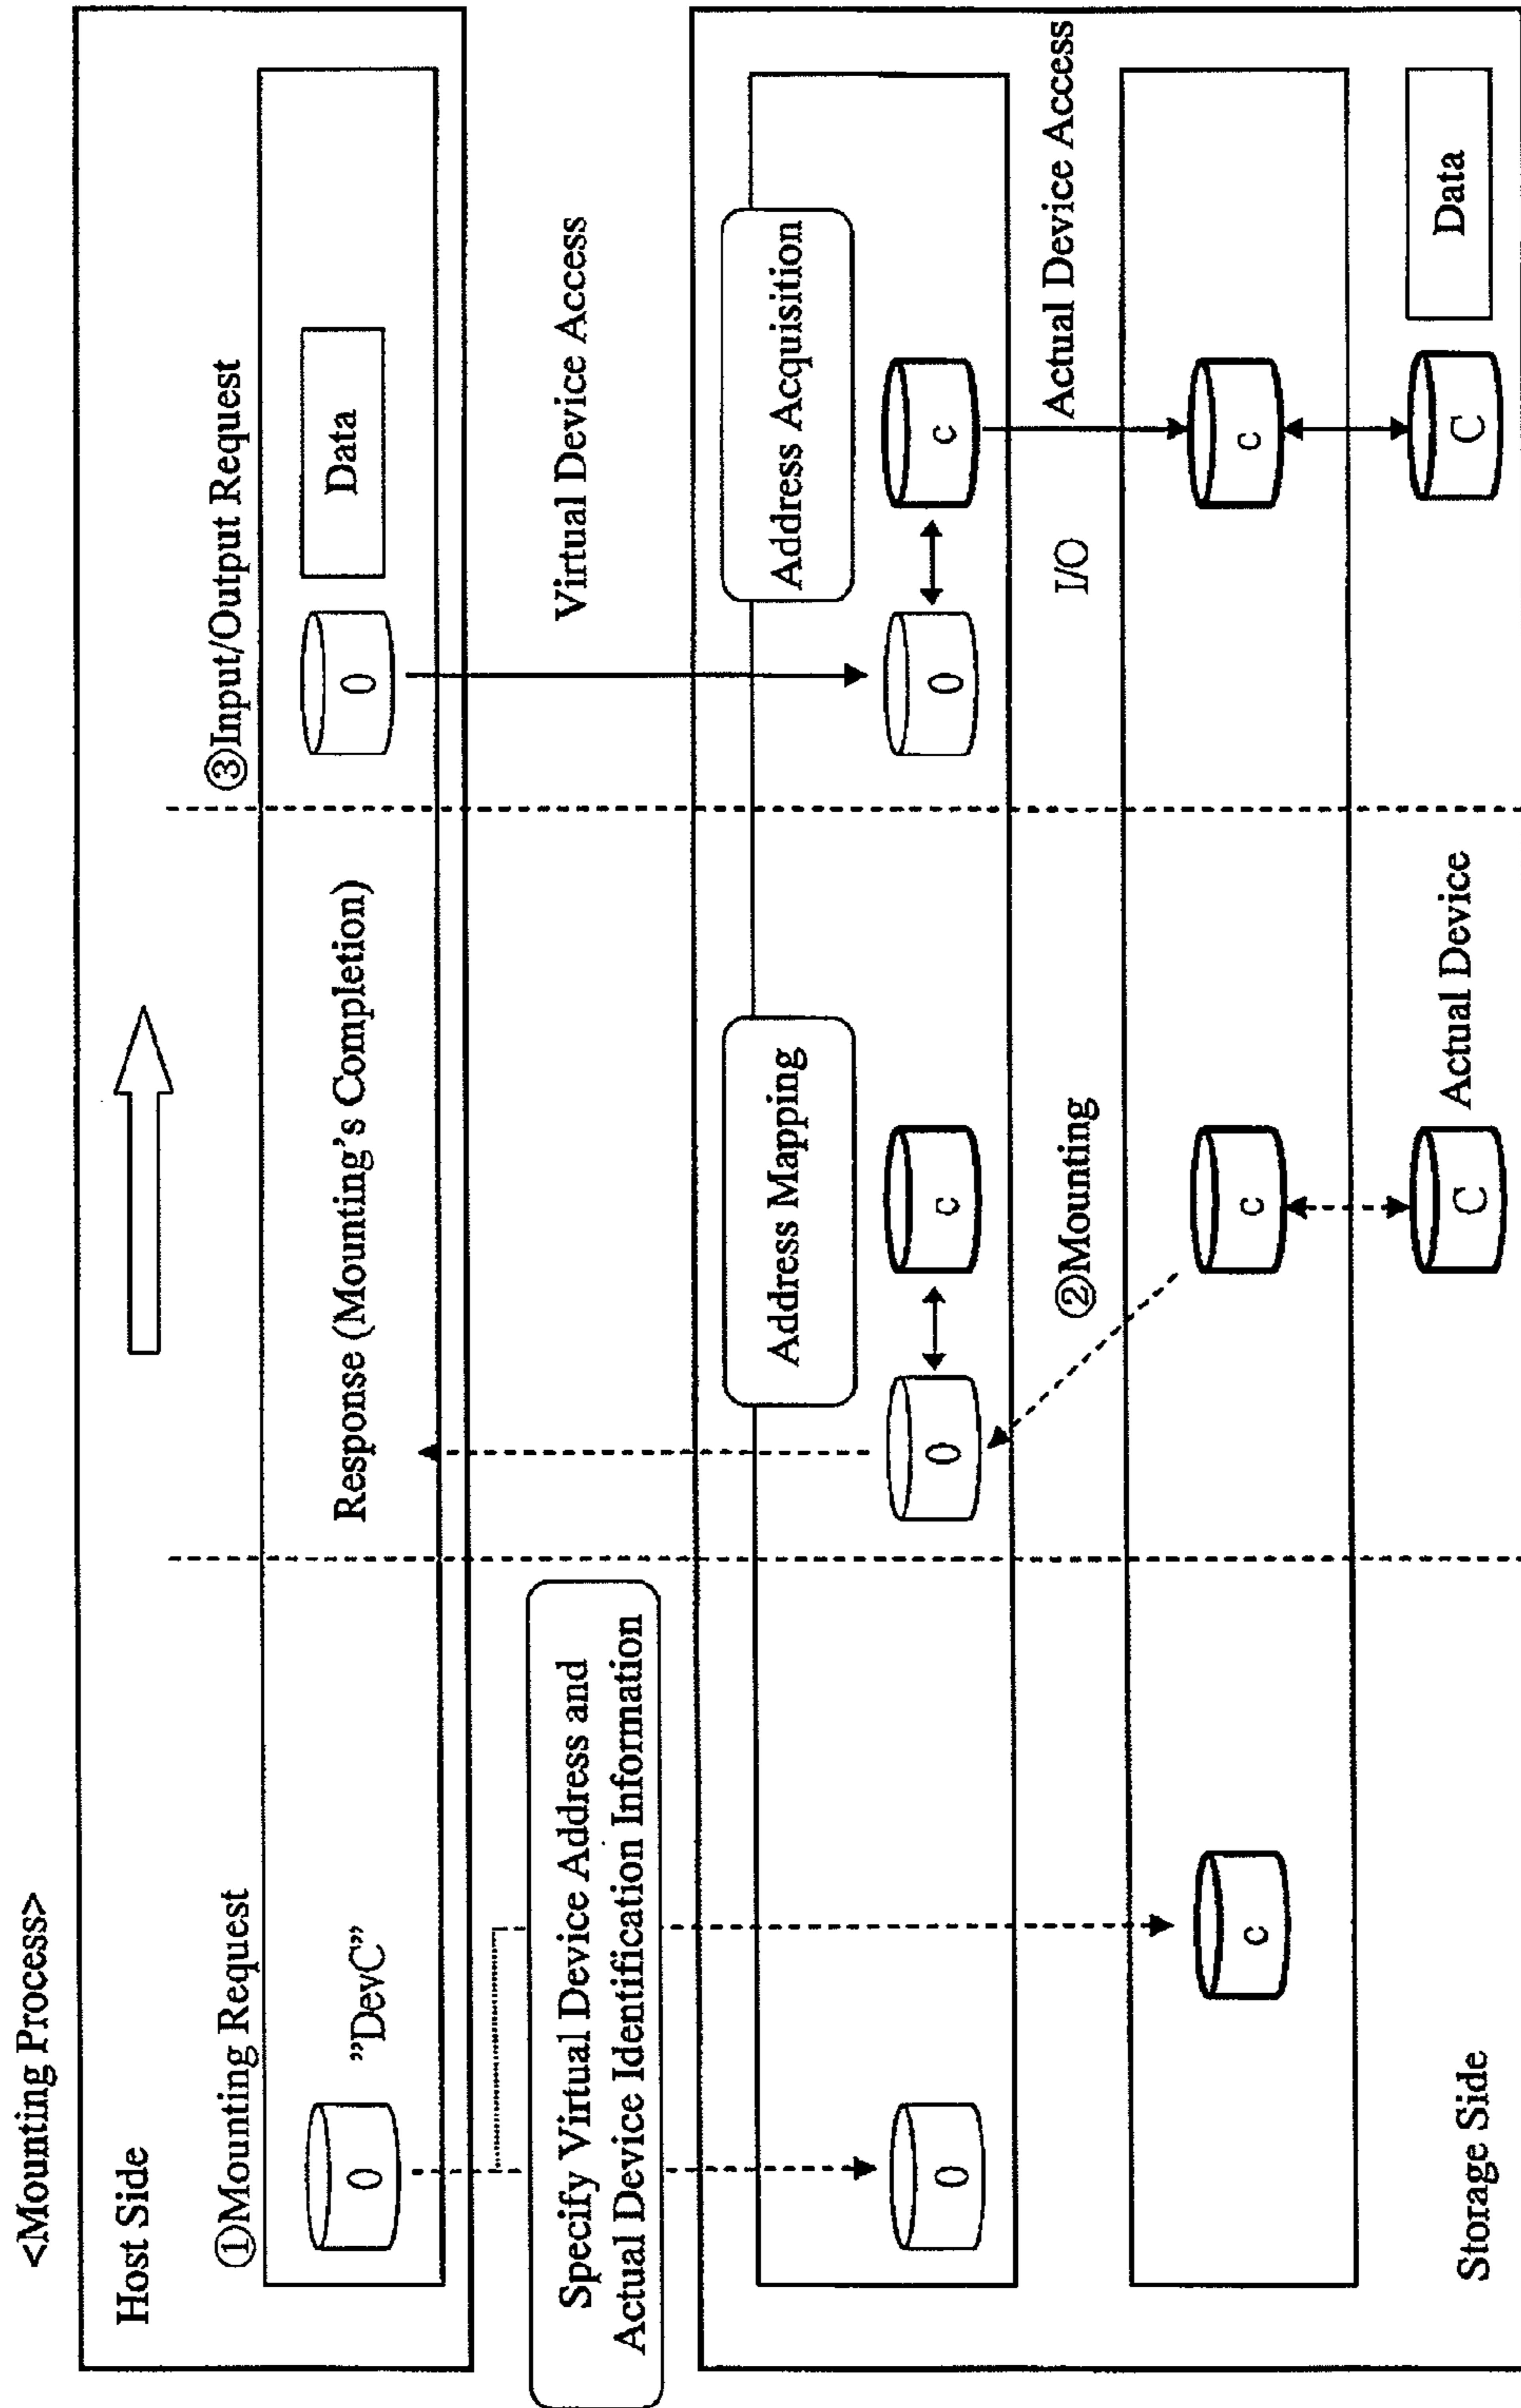 <Mounting Process>
Host Side
①Mounting Request
③Input/Output Request
0
”DevC”
Response (Mounting's Completion)
0
Data
Specify Virtual Device Address and
Actual Device Identification Information
Virtual Device Access
Address Mapping
Address Acquisition
0
0
c
0
c
②Mounting
I/O
Actual Device Access
c
c
c
Storage Side
C
Actual Device
C
Data